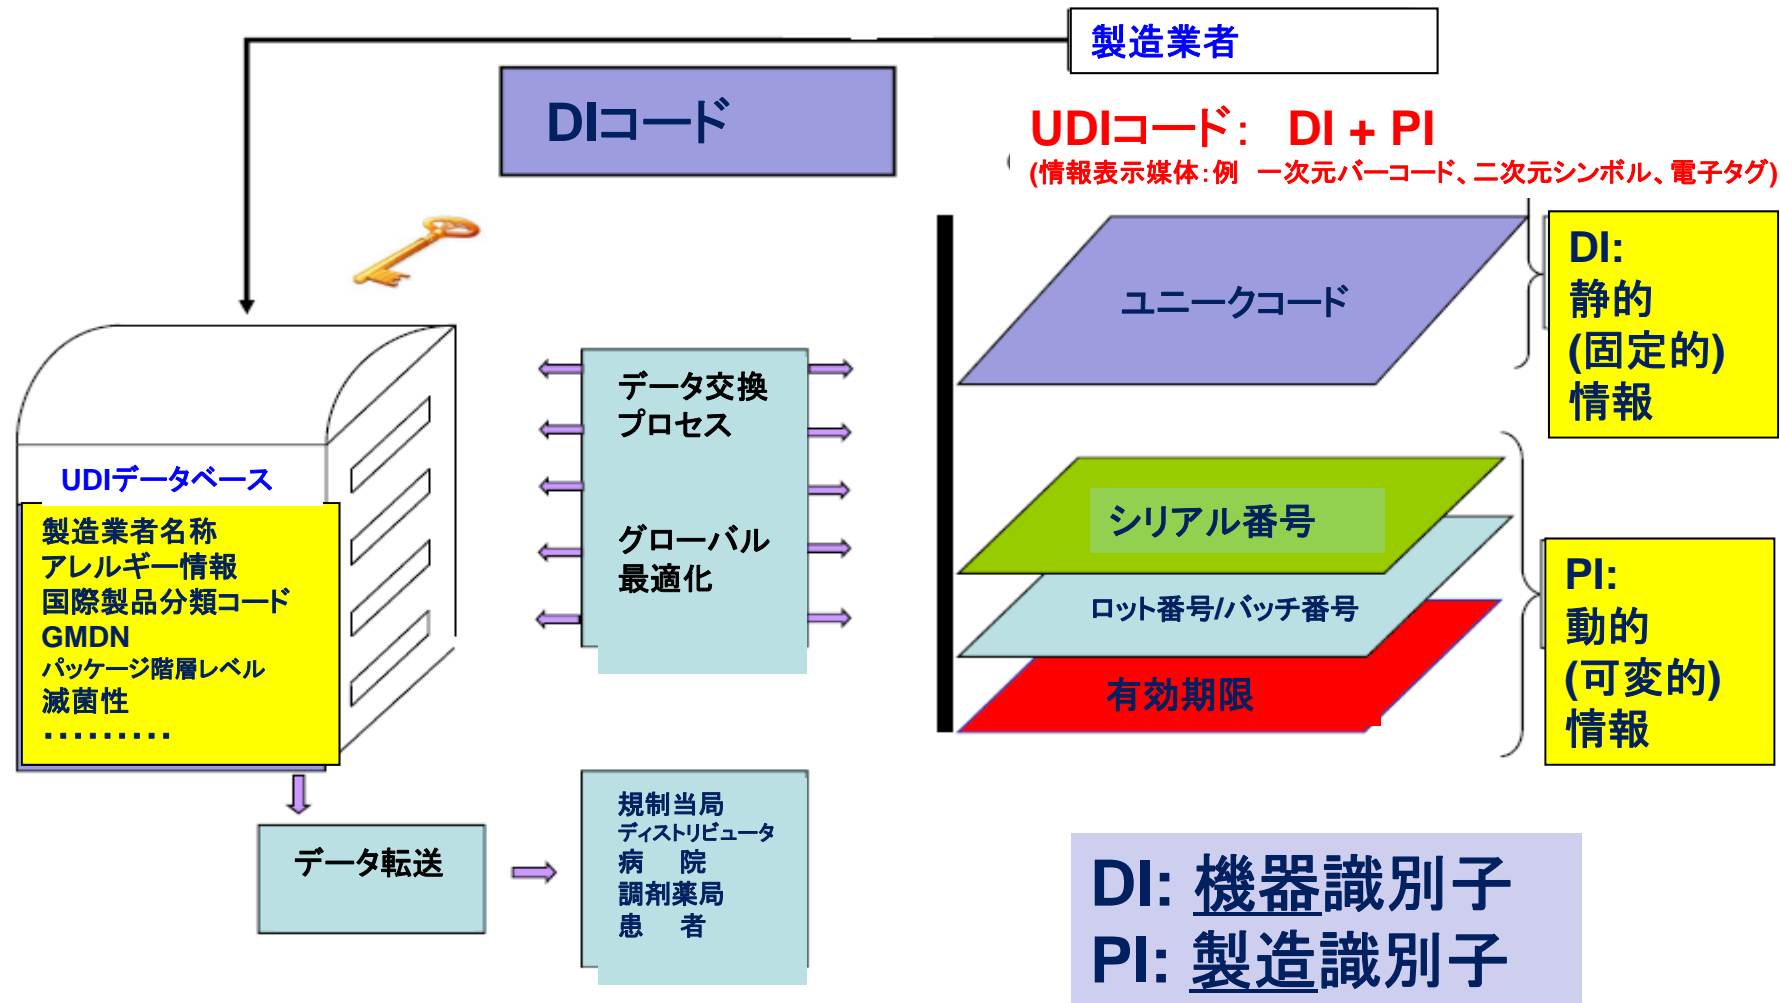 製造業者
DIコード
UDIコード： DI + PI
(情報表示媒体：例　一次元バーコード、二次元シンボル、電子タグ)
ユニークコード
DI:
静的
(固定的)
情報
データ交換
プロセス
グローバル
最適化
UDIデータベース
製造業者名称
アレルギー情報
国際製品分類コード
GMDN
パッケージ階層レベル
滅菌性
………
シリアル番号
ロット番号/バッチ番号
有効期限
PI:
動的
(可変的)
情報
データ転送
規制当局
ディストリビュータ
病　院
調剤薬局
患　者
DI: 機器識別子
PI: 製造識別子